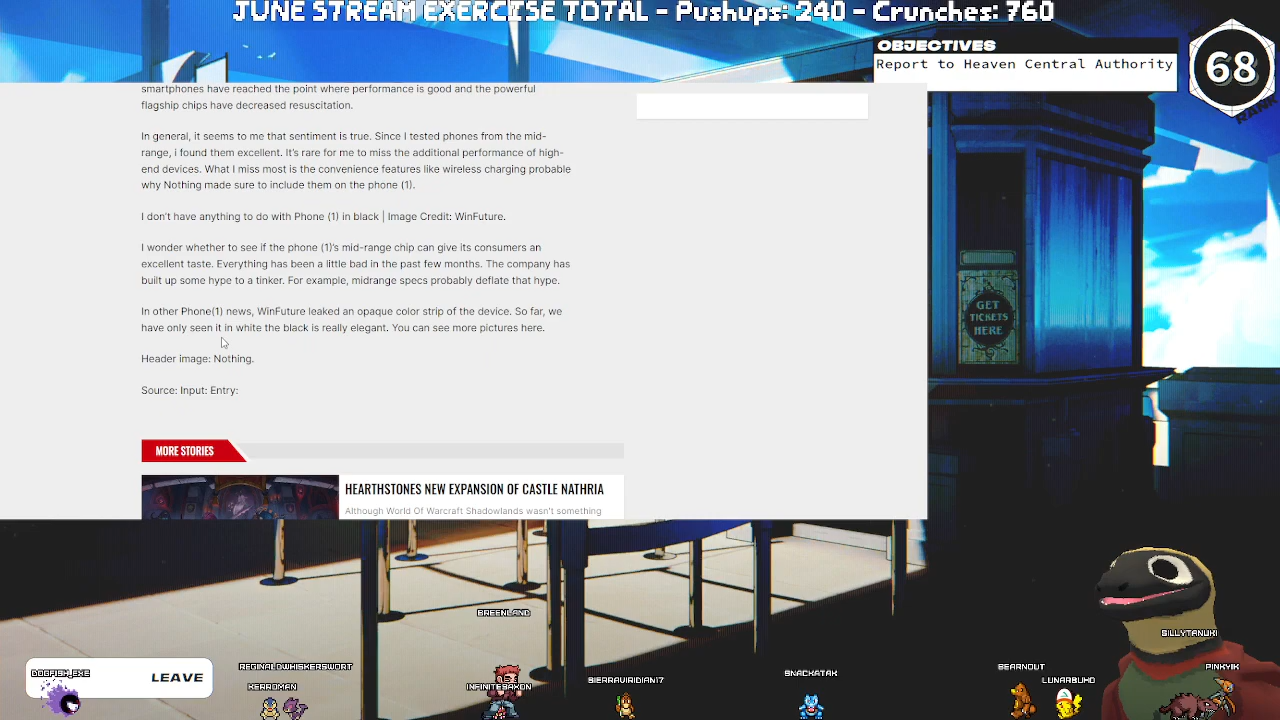 JUNE STREAM EXERCISE TOTAL - Pushups: 240 - Crunches: 760
OBJECTIVES
Report to Heaven Central Authority
68
RANK
smartphones have reached the point where performance is good and the powerful
flagship chips have decreased resuscitation.
In general, it seems to me that sentiment is true. Since I tested phones from the mid-
range, i found them excellent. It's rare for me to miss the additional performance of high-
end devices. What I miss most is the convenience features like wireless charging probable
why Nothing made sure to include them on the phone (1).
I don't have anything to do with Phone (1) in black | Image Credit: WinFuture.
I wonder whether to see if the phone (1)'s mid-range chip can give its consumers an
excellent taste. Everything has been a little bad in the past few months. The company has
built up some hype to a tinker. For example, midrange specs probably deflate that hype.
In other Phone(1) news, WinFuture leaked an opaque color strip of the device. So far, we
have only seen it in white the black is really elegant. You can see more pictures here.
Header image: Nothing.
Source: Input: Entry:
MORE STORIES
HEARTHSTONES NEW EXPANSION OF CASTLE NATHRIA
Although World Of Warcraft Shadowlands wasn't something
GET
TICKETS
HERE
BREENLAND
SILLYTANUKI
DOGFISH_EXE
LEAVE
REGINALDWHISKERSWORT
KERROMAN
INFINITESAXON
SIERRAVIRIDIAN17
SNACKATAK
BEARNOUT
LUNARBUHD
PINKYIK